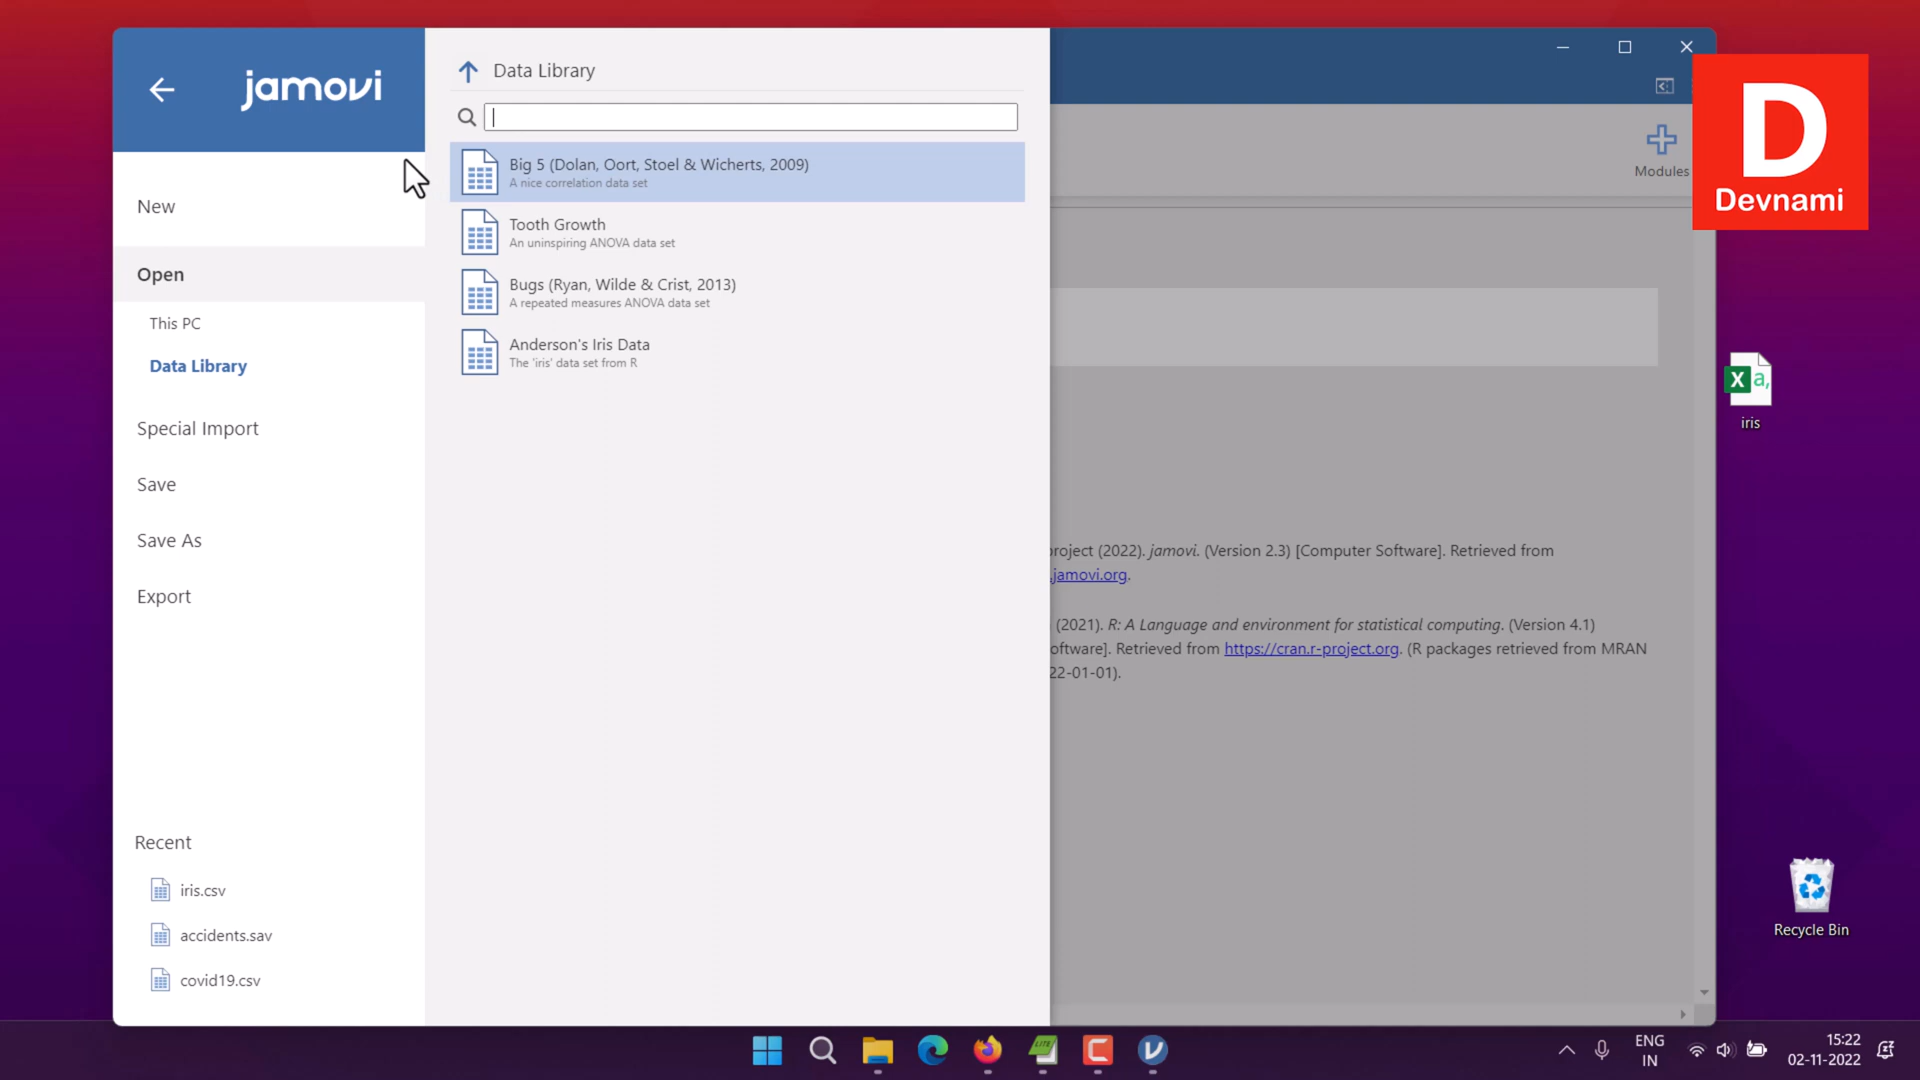 jamovi
New
Open
This PC
Data Library
Special Import
Save
Save As
Export
Recent
iris.csv
accidents.sav
covid19.csv
Data Library
Big 5 (Dolan, Oort, Stoel & Wicherts, 2009)
A nice correlation data set
Tooth Growth
An uninspiring ANOVA data set
Bugs (Ryan, Wilde & Crist, 2013)
A repeated measures ANOVA data set
Anderson's Iris Data
The 'iris' data set from R
Modules
roject (2022). jamovi. (Version 2.3) [Computer Software]. Retrieved from
.jamovi.org.
(2021). R: A Language and environment for statistical computing. (Version 4.1)
oftware]. Retrieved from https://cran.r-project.org. (R packages retrieved from MRAN
22-01-01).
D
Devnami
X a,
iris
Recycle Bin
LITE
ENG
IN
15:22
02-11-2022